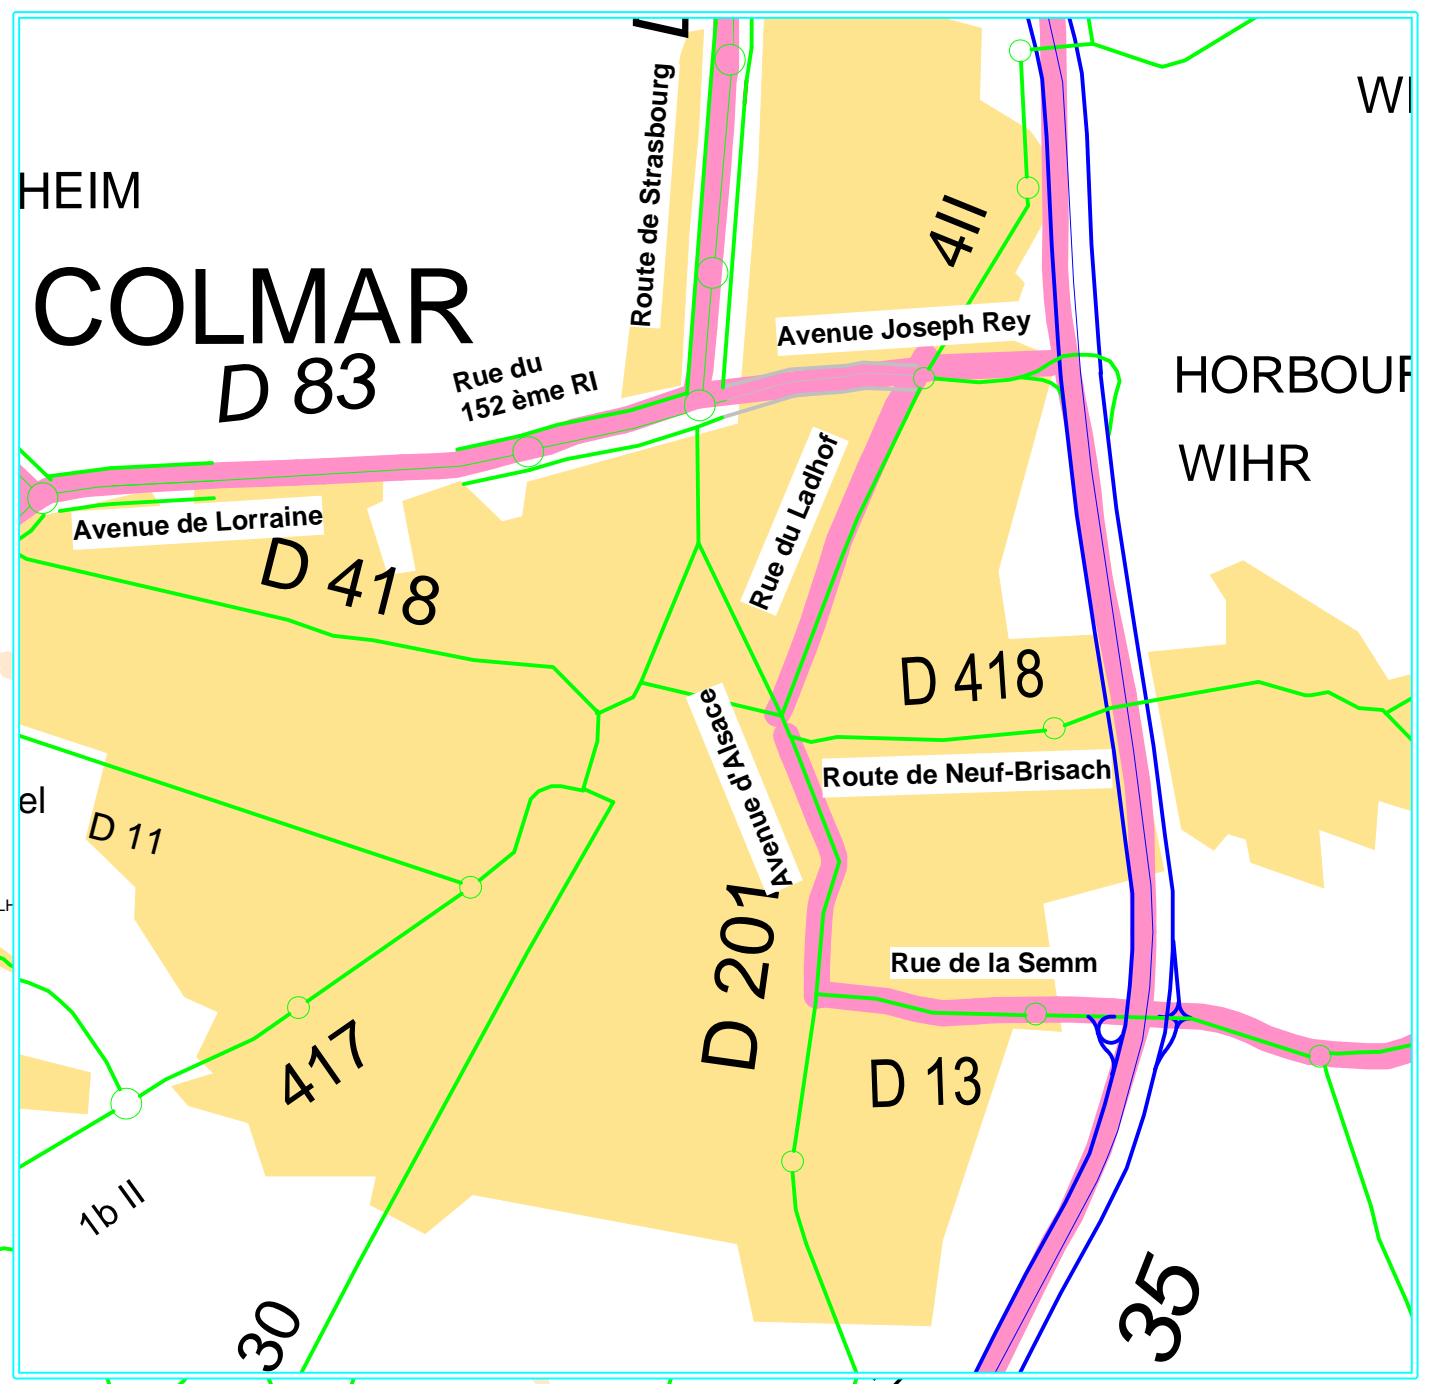 Route de Strasbourg
WI
HEIM
4II
COLMAR
D 83
Rue du
152 ème RI
Avenue Joseph Rey
HORBOUR
WIHR
Avenue de Lorraine
D 418
Rue du Ladhof
D 418
Avenue d'Alsace
Route de Neuf-Brisach
el
D 11
LH
D 201
Rue de la Semm
417
D 13
1b II
30
35